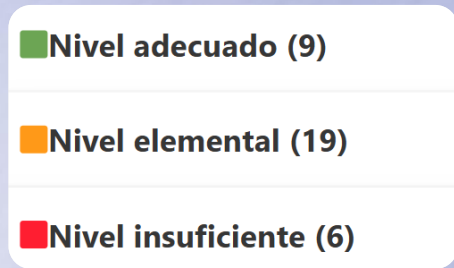 Nivel adecuado (9)
Nivel elemental (19)
Nivel insuficiente (6)